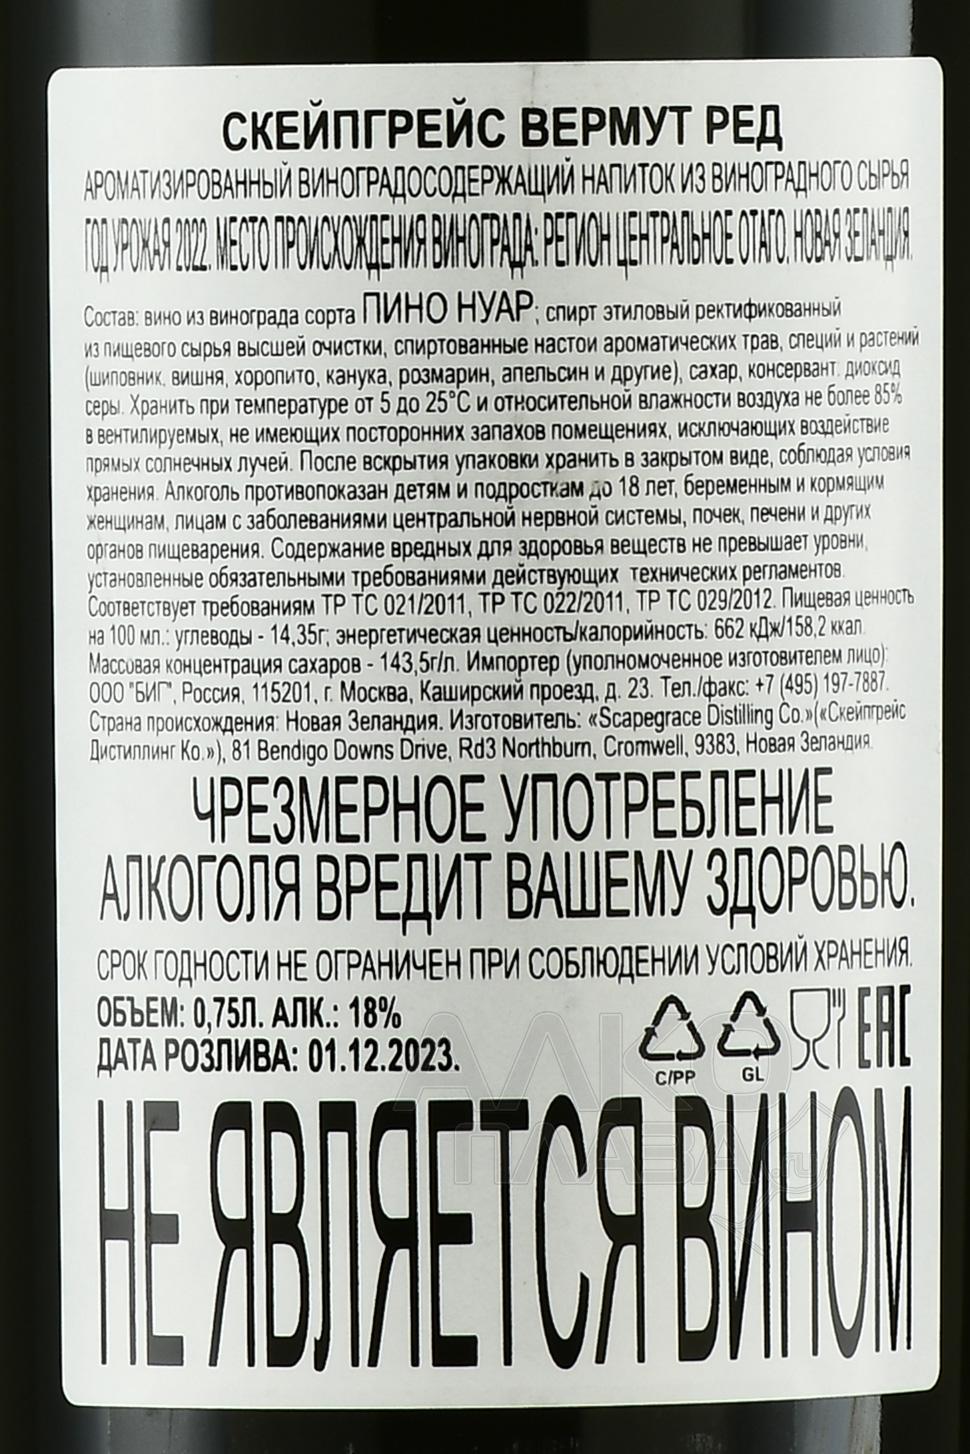 СКЕЙПГРЕЙС ВЕРМУТ РЕД
АРОМАТИЗИРОВАННЫЙ ВИНОГРАДОСОДЕРЖАЩИЙ НАПИТОК ИЗ ВИНОГРАДНОГО СЫРЬЯ
ГОД УРОЖАЯ 2022. МЕСТО ПРОИСХОЖДЕНИЯ ВИНОГРАДА: РЕГИОН ЦЕНТРАЛЬНОЕ ОТАГО, НОВАЯ ЗЕЛАНДИЯ.
Состав: вино из винограда сорта ПИНО НУАР; спирт этиловый ректификованный
из пищевого сырья высшей очистки, спиртованные настои ароматических трав, специй и растений
(шиповник, вишня, хоропито, канука, розмарин, апельсин и другие), сахар, консервант: диоксид
серы. Хранить при температуре от 5 до 25°С и относительной влажности воздуха не более 85%
в вентилируемых, не имеющих посторонних запахов помещениях, исключающих воздействие
прямых солнечных лучей. После вскрытия упаковки хранить в закрытом виде, соблюдая условия
хранения. Алкоголь противопоказан детям и подросткам до 18 лет, беременным и кормящим
женщинам, лицам с заболеваниями центральной нервной системы, почек, печени и других
органов пищеварения. Содержание вредных для здоровья веществ не превышает уровни,
установленные обязательными требованиями действующих технических регламентов.
Соответствует требованиям ТР ТС 021/2011, ТР ТС 022/2011, ТР ТС 029/2012. Пищевая ценность
на 100 мл.: углеводы - 14,35г; энергетическая ценность/калорийность: 662 кДж/158,2 ккал.
Массовая концентрация сахаров - 143,5г/л. Импортер (уполномоченное изготовителем лицо):
ООО "БИГ", Россия, 115201, г. Москва, Каширский проезд, д. 23. Тел./факс: +7 (495) 197-7887.
Страна происхождения: Новая Зеландия. Изготовитель: «Scapegrace Distilling Co.»(«Скейпгрейс
Дистиллинг Ко.»), 81 Bendigo Downs Drive, Rd3 Northburn, Cromwell, 9383, Новая Зеландия.
ЧРЕЗМЕРНОЕ УПОТРЕБЛЕНИЕ
АЛКОГОЛЯ ВРЕДИТ ВАШЕМУ ЗДОРОВЬЮ.
СРОК ГОДНОСТИ НЕ ОГРАНИЧЕН ПРИ СОБЛЮДЕНИИ УСЛОВИЙ ХРАНЕНИЯ.
ОБЪЕМ: 0,75Л. АЛК.: 18%
ДАТА РОЗЛИВА: 01.12.2023.
C/PP GL EAC
НЕ ЯВЛЯЕТСЯ ВИНОМ
АЛКО
ПЛАВА.ru